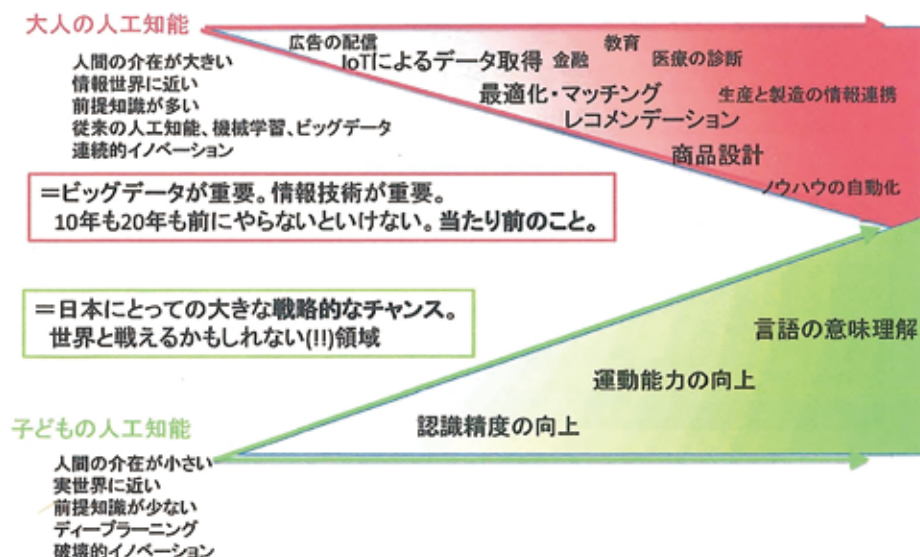 大人の人工知能
人間の介在が大きい
情報世界に近い
前提知識が多い
従来の人工知能、機械学習、ビッグデータ
連続的イノベーション
広告の配信
IoTによるデータ取得
金融
教育
医療の診断
最適化・マッチング
生産と製造の情報連携
レコメンデーション
商品設計
ノウハウの自動化
＝ビッグデータが重要。情報技術が重要。
10年も20年も前にやらないといけない。当たり前のこと。
＝日本にとっての大きな戦略的なチャンス。
世界と戦えるかもしれない(!!)領域
言語の意味理解
運動能力の向上
認識精度の向上
子どもの人工知能
人間の介在が小さい
実世界に近い
前提知識が少ない
ディープラーニング
破壊的イノベーション